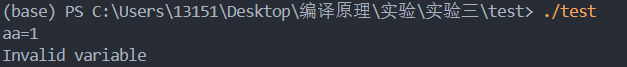 (base) PS C:\Users\13151\Desktop\编译原理\实验\实验三\test> ./test
aa=1
Invalid variable